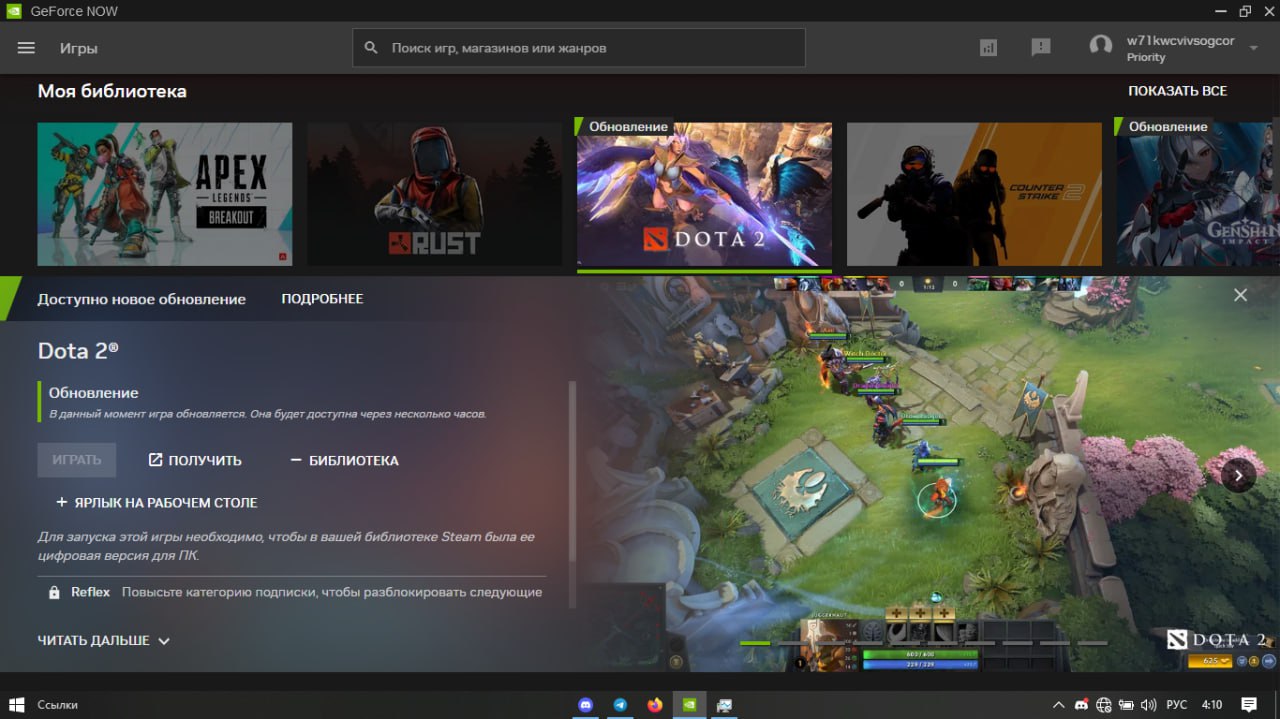 GeForce NOW
Игры
Поиск игр, магазинов или жанров
w71kwcvivsogcor
Priority
Моя библиотека
ПОКАЗАТЬ ВСЕ
APEX
LEGENDS
BREAKOUT
RUST
Обновление
DOTA 2
COUNTER
STRIKE 2
Обновление
GENSHIN
IMPACT
Доступно новое обновление
ПОДРОБНЕЕ
Dota 2®
Обновление
В данный момент игра обновляется. Она будет доступна через несколько часов.
ИГРАТЬ
ПОЛУЧИТЬ
БИБЛИОТЕКА
ЯРЛЫК НА РАБОЧЕМ СТОЛЕ
Для запуска этой игры необходимо, чтобы в вашей библиотеке Steam была ее
цифровая версия для ПК.
Reflex Повысьте категорию подписки, чтобы разблокировать следующие
ЧИТАТЬ ДАЛЬШЕ
Witch Doctor
JUGGERNAUT
DOTA 2
625
Ссылки
РУС
4:10